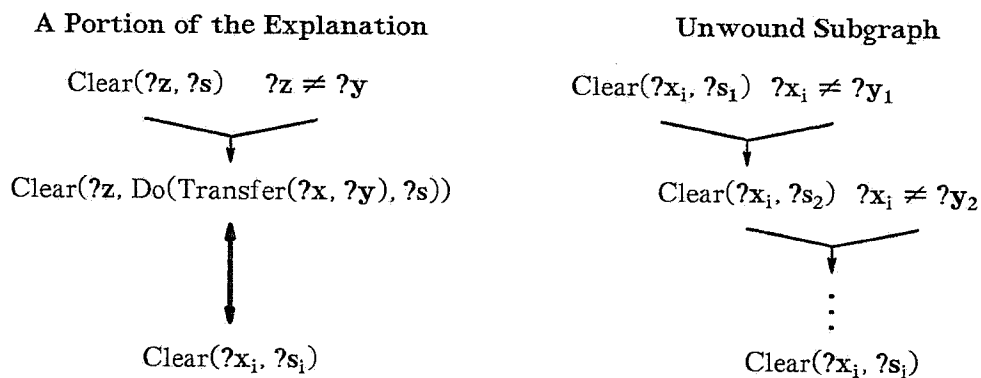 A Portion of the Explanation
Clear(?z, ?s) ?z ≠ ?y
Clear(?z, Do(Transfer(?x, ?y), ?s))
Clear(?xᵢ, ?sᵢ)
Unwound Subgraph
Clear(?xᵢ, ?s₁) ?xᵢ ≠ ?y₁
Clear(?xᵢ, ?s₂) ?xᵢ ≠ ?y₂
Clear(?xᵢ, ?sᵢ)